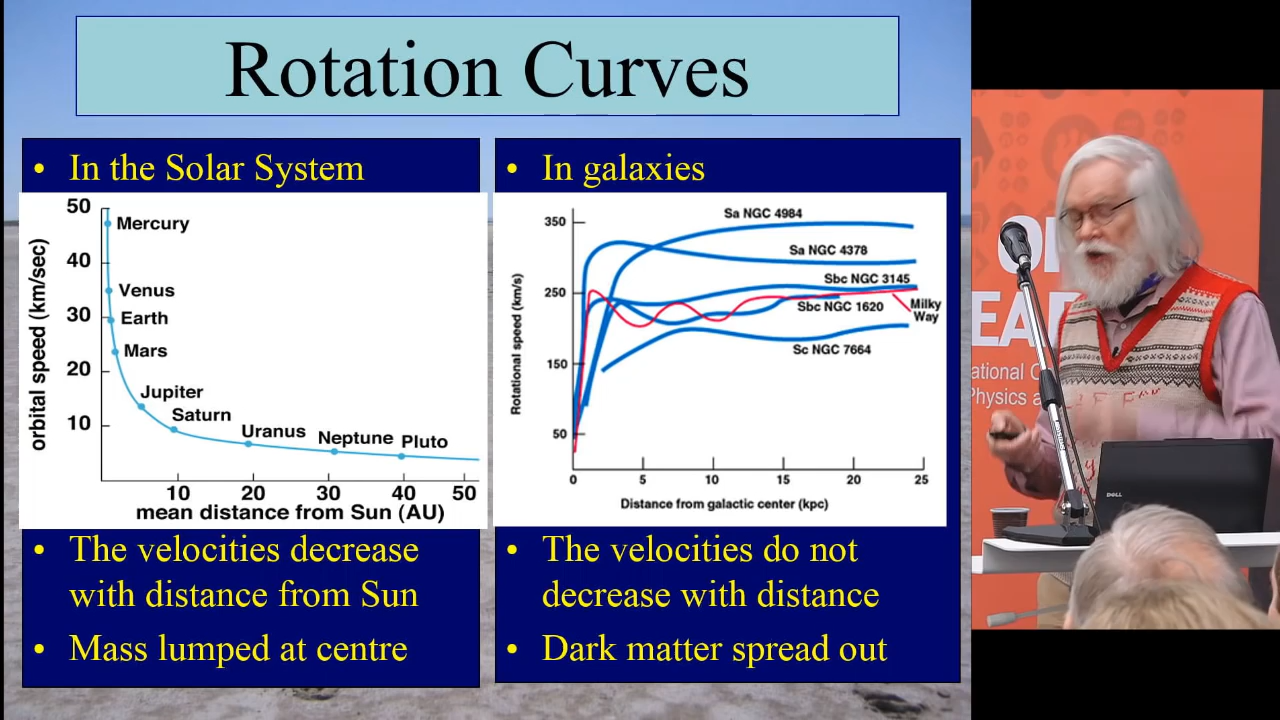 Rotation Curves
• In the Solar System
50
40
30
20
10
orbital speed (km/sec)
Mercury
Venus
Earth
Mars
Jupiter
Saturn
Uranus
Neptune
Pluto
10 20 30 40 50
mean distance from Sun (AU)
• The velocities decrease
with distance from Sun
• Mass lumped at centre
• In galaxies
350
250
150
50
Rotational speed (km/s)
Sa NGC 4984
Sa NGC 4378
Sbc NGC 3145
Sbc NGC 1620
Milky
Way
Sc NGC 7664
0 5 10 15 20 25
Distance from galactic center (kpc)
• The velocities do not
decrease with distance
• Dark matter spread out
DELL